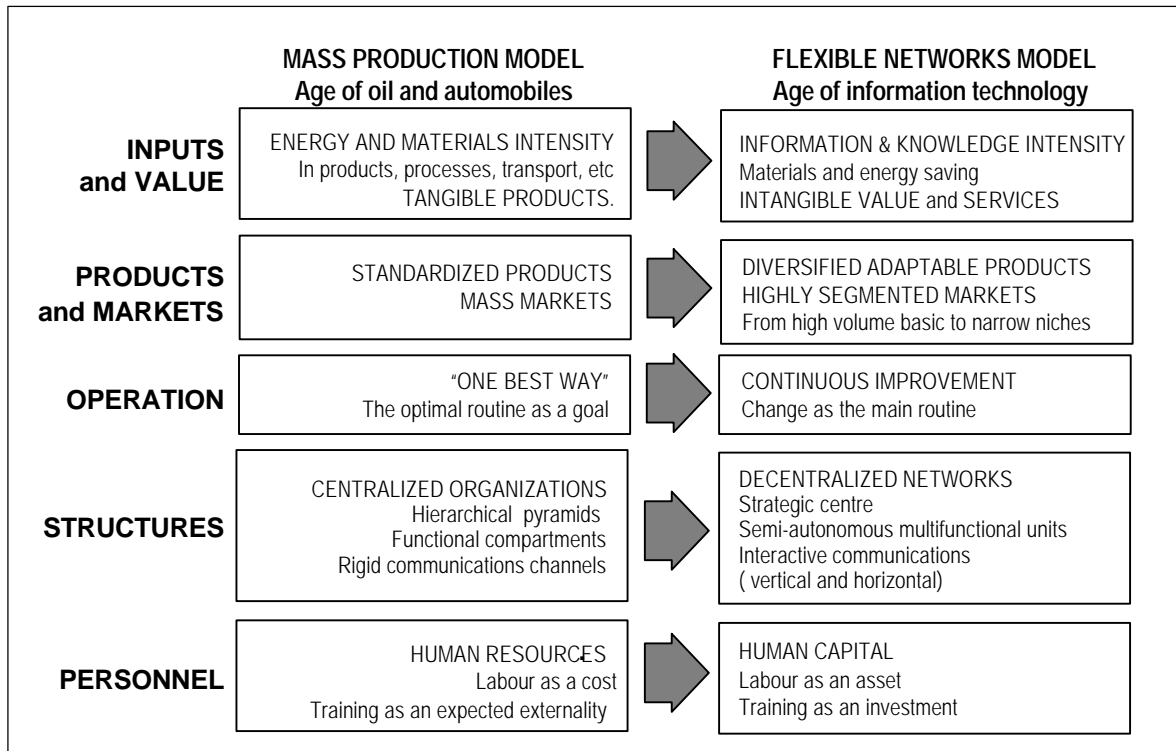 MASS PRODUCTION MODEL
Age of oil and automobiles
FLEXIBLE NETWORKS MODEL
Age of information technology
INPUTS
and VALUE
ENERGY AND MATERIALS INTENSITY
In products, processes, transport, etc
TANGIBLE PRODUCTS.
INFORMATION & KNOWLEDGE INTENSITY
Materials and energy saving
INTANGIBLE VALUE and SERVICES
PRODUCTS
and MARKETS
STANDARDIZED PRODUCTS
MASS MARKETS
DIVERSIFIED ADAPTABLE PRODUCTS
HIGHLY SEGMENTED MARKETS
From high volume basic to narrow niches
OPERATION
“ONE BEST WAY”
The optimal routine as a goal
CONTINUOUS IMPROVEMENT
Change as the main routine
STRUCTURES
CENTRALIZED ORGANIZATIONS
Hierarchical pyramids
Functional compartments
Rigid communications channels
DECENTRALIZED NETWORKS
Strategic centre
Semi-autonomous multifunctional units
Interactive communications
( vertical and horizontal)
PERSONNEL
HUMAN RESOURCES
Labour as a cost
Training as an expected externality
HUMAN CAPITAL
Labour as an asset
Training as an investment